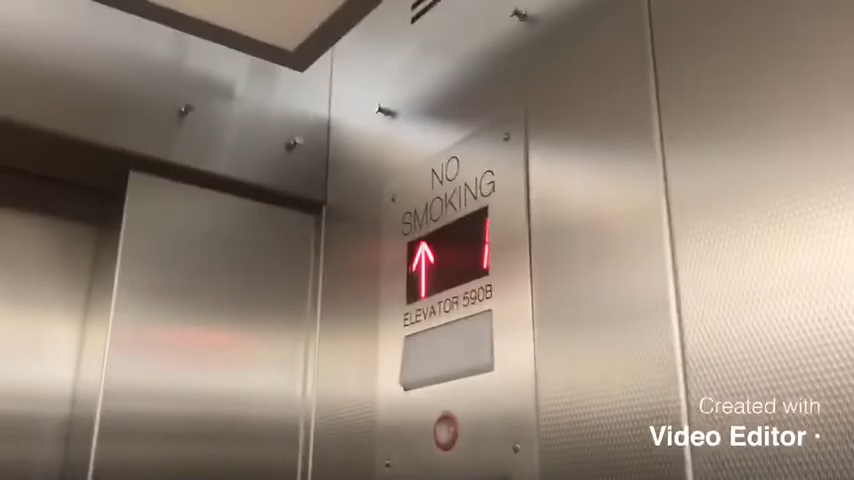 NO
SMOKING
1
ELEVATOR 590B
Created with
Video Editor ·